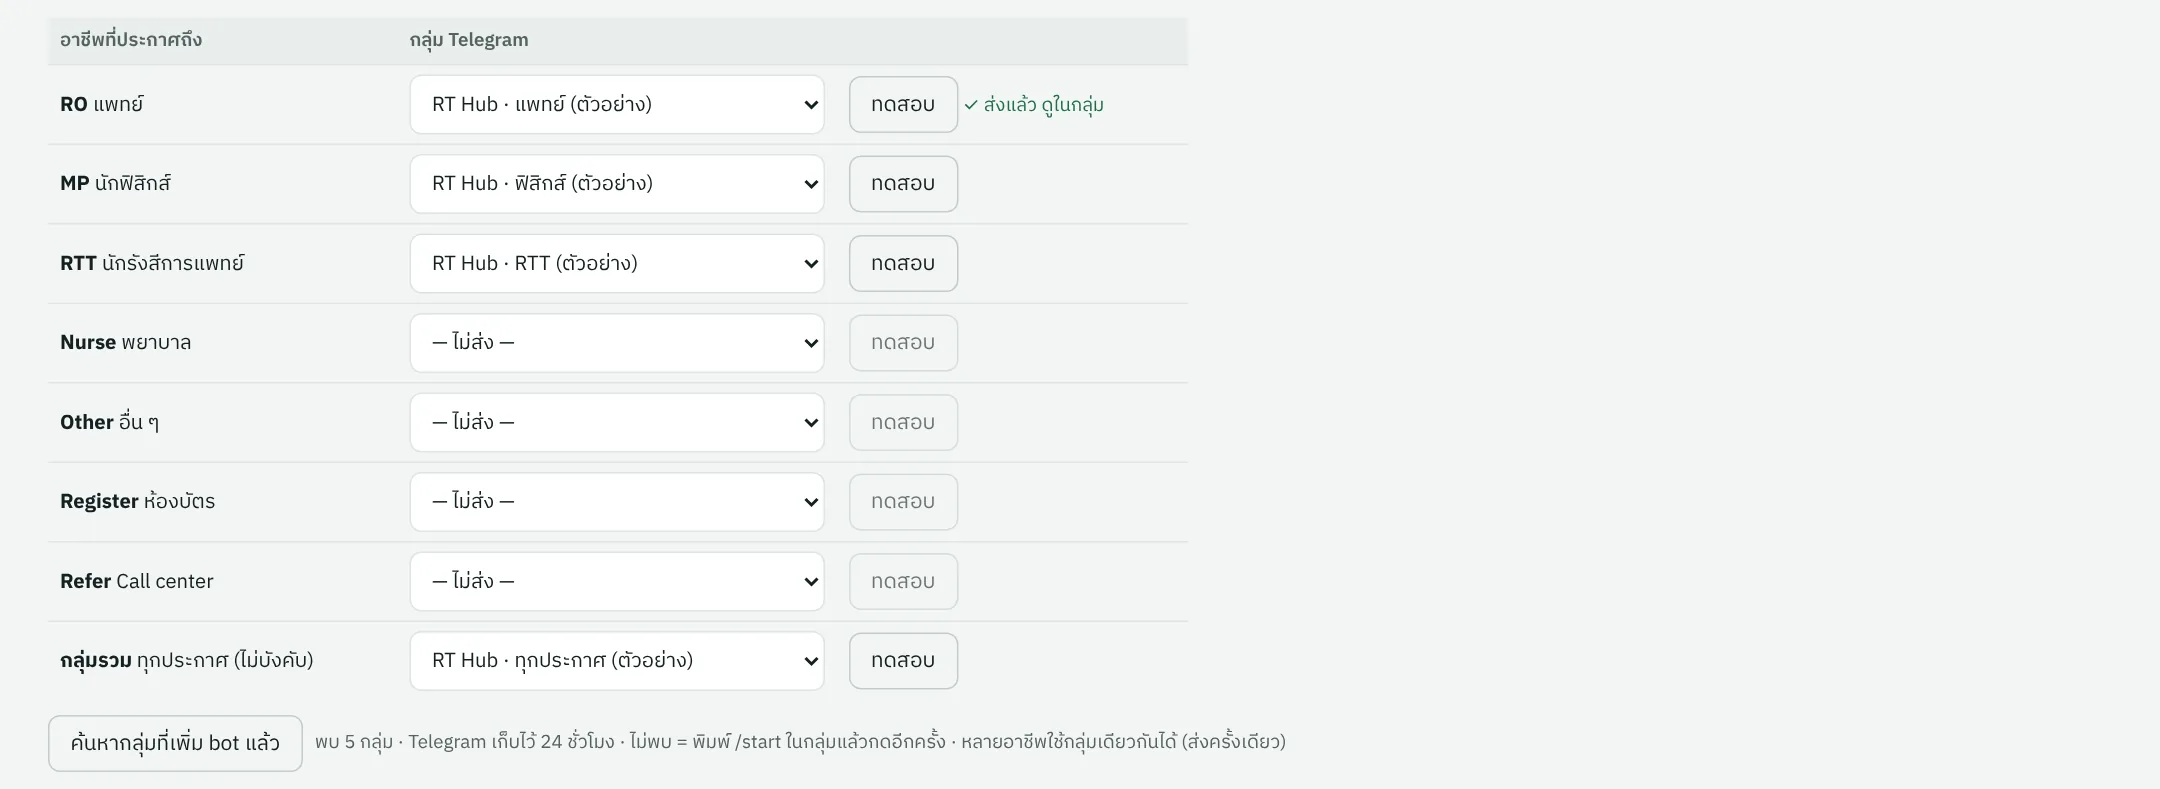 อาชีพที่ประกาศถึง กลุ่ม Telegram
RO แพทย์ RT Hub · แพทย์ (ตัวอย่าง) ทดสอบ ✓ ส่งแล้ว ดูในกลุ่ม
MP นักฟิสิกส์ RT Hub · ฟิสิกส์ (ตัวอย่าง) ทดสอบ
RTT นักรังสีการแพทย์ RT Hub · RTT (ตัวอย่าง) ทดสอบ
Nurse พยาบาล — ไม่ส่ง — ทดสอบ
Other อื่น ๆ — ไม่ส่ง — ทดสอบ
Register ห้องบัตร — ไม่ส่ง — ทดสอบ
Refer Call center — ไม่ส่ง — ทดสอบ
กลุ่มรวม ทุกประกาศ (ไม่บังคับ) RT Hub · ทุกประกาศ (ตัวอย่าง) ทดสอบ
ค้นหากลุ่มที่เพิ่ม bot แล้ว พบ 5 กลุ่ม · Telegram เก็บไว้ 24 ชั่วโมง · ไม่พบ = พิมพ์ /start ในกลุ่มแล้วกดอีกครั้ง · หลายอาชีพใช้กลุ่มเดียวกันได้ (ส่งครั้งเดียว)